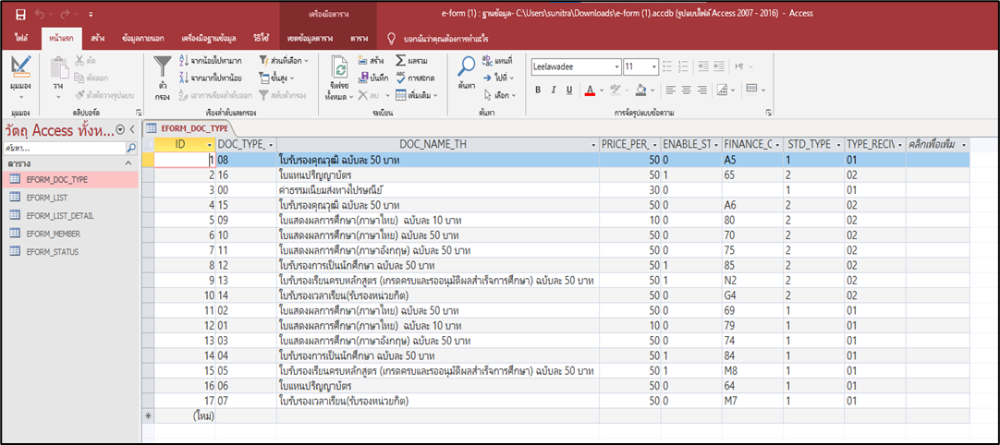 e-form (1) : ฐานข้อมูล- C:\Users\sunitra\Downloads\e-form (1).accdb (รูปแบบไฟล์ Access 2007 - 2016) - Access
เครื่องมือตาราง
ไฟล์ หน้าแรก สร้าง ข้อมูลภายนอก เครื่องมือฐานข้อมูล วิธีใช้ เขตข้อมูลตาราง ตาราง บอกฉันว่าคุณต้องการทำอะไร
มุมมอง
วาง
ตัด
คัดลอก
ตัวคัดวางรูปแบบ
ตัวกรอง
จากน้อยไปหามาก
จากมากไปหาน้อย
เอาการเรียงลำดับออก
ส่วนที่เลือก
ขั้นสูง
สลับตัวกรอง
รีเฟรชทั้งหมด
สร้าง
บันทึก
ลบ
ผลรวม
การสะกด
เพิ่มเติม
ค้นหา
แทนที่
ไปที่
เลือก
Leelawadee 11
B I U A
มุมมอง คลิปบอร์ด เรียงลำดับและกรอง ระเบียน ค้นหา การจัดรูปแบบข้อความ
วัตถุ Access ทั้งห...
ค้นหา...
ตาราง
EFORM_DOC_TYPE
EFORM_LIST
EFORM_LIST_DETAIL
EFORM_MEMBER
EFORM_STATUS
EFORM_DOC_TYPE
ID DOC_TYPE_ DOC_NAME_TH PRICE_PER_ ENABLE_ST FINANCE_C STD_TYPE TYPE_RECIV คลิกเพื่อเพิ่ม
1 08 ใบรับรองคุณวุฒิ ฉบับละ 50 บาท 50 0 A5 1 01
2 16 ใบแทนปริญญาบัตร 50 1 65 2 02
3 00 ค่าธรรมเนียมส่งทางไปรษณีย์ 30 0 1 01
4 15 ใบรับรองคุณวุฒิ ฉบับละ 50 บาท 50 0 A6 2 02
5 09 ใบแสดงผลการศึกษา(ภาษาไทย) ฉบับละ 10 บาท 10 0 80 2 02
6 10 ใบแสดงผลการศึกษา(ภาษาไทย) ฉบับละ 50 บาท 50 0 70 2 02
7 11 ใบแสดงผลการศึกษา(ภาษาอังกฤษ) ฉบับละ 50 บาท 50 0 75 2 02
8 12 ใบรับรองการเป็นนักศึกษา ฉบับละ 50 บาท 50 1 85 2 02
9 13 ใบรับรองเรียนครบหลักสูตร (เกรดครบและรออนุมัติผลสำเร็จการศึกษา) ฉบับละ 50 บาท 50 1 N2 2 02
10 14 ใบรับรองเวลาเรียน(รับรองหน่วยกิต) 50 0 G4 2 02
11 02 ใบแสดงผลการศึกษา(ภาษาไทย) ฉบับละ 50 บาท 50 0 69 1 01
12 01 ใบแสดงผลการศึกษา(ภาษาไทย) ฉบับละ 10 บาท 10 0 79 1 01
13 03 ใบแสดงผลการศึกษา(ภาษาอังกฤษ) ฉบับละ 50 บาท 50 0 74 1 01
14 04 ใบรับรองการเป็นนักศึกษา ฉบับละ 50 บาท 50 1 84 1 01
15 05 ใบรับรองเรียนครบหลักสูตร (เกรดครบและรออนุมัติผลสำเร็จการศึกษา) ฉบับละ 50 บาท 50 1 M8 1 01
16 06 ใบแทนปริญญาบัตร 50 0 64 1 01
17 07 ใบรับรองเวลาเรียน(รับรองหน่วยกิต) 50 0 M7 1 01
(ใหม่)